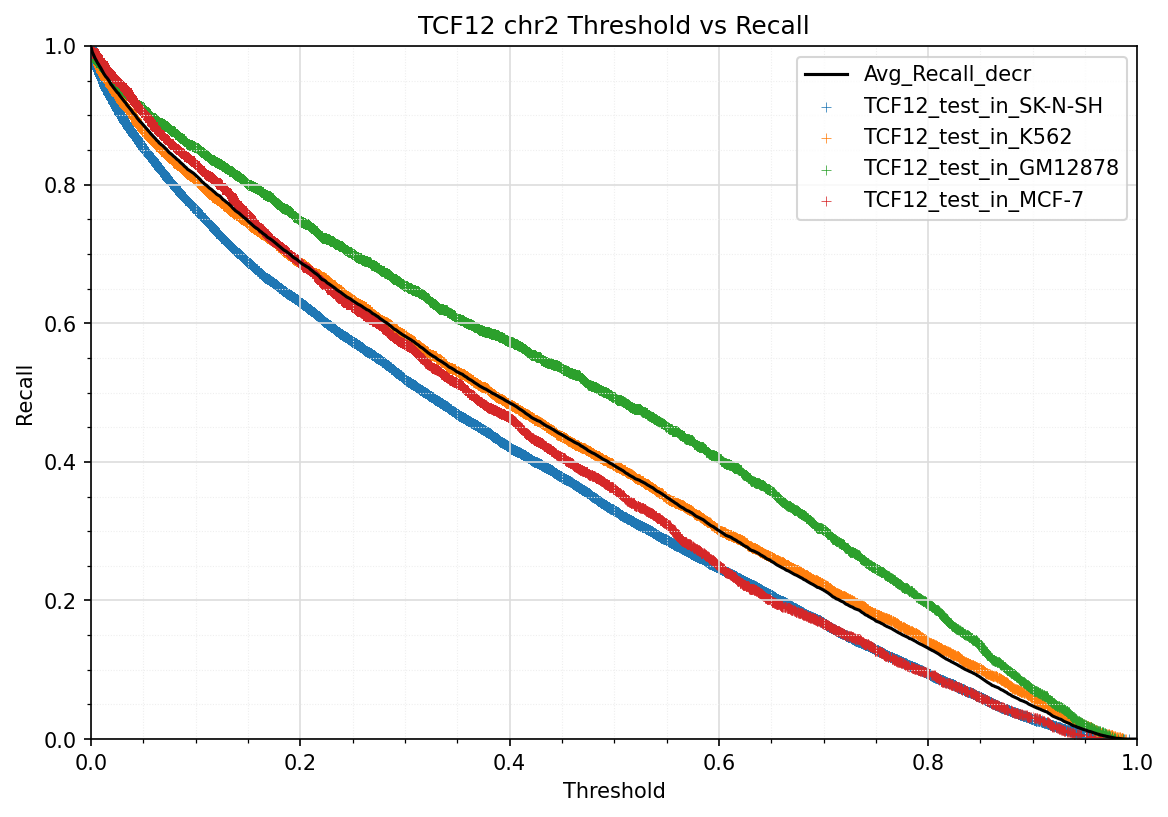 TCF12 chr2 Threshold vs Recall
Recall
1.0
0.8
0.6
0.4
0.2
0.0
Avg_Recall_decr
TCF12_test_in_SK-N-SH
TCF12_test_in_K562
TCF12_test_in_GM12878
TCF12_test_in_MCF-7
0.0 0.2 0.4 0.6 0.8 1.0
Threshold